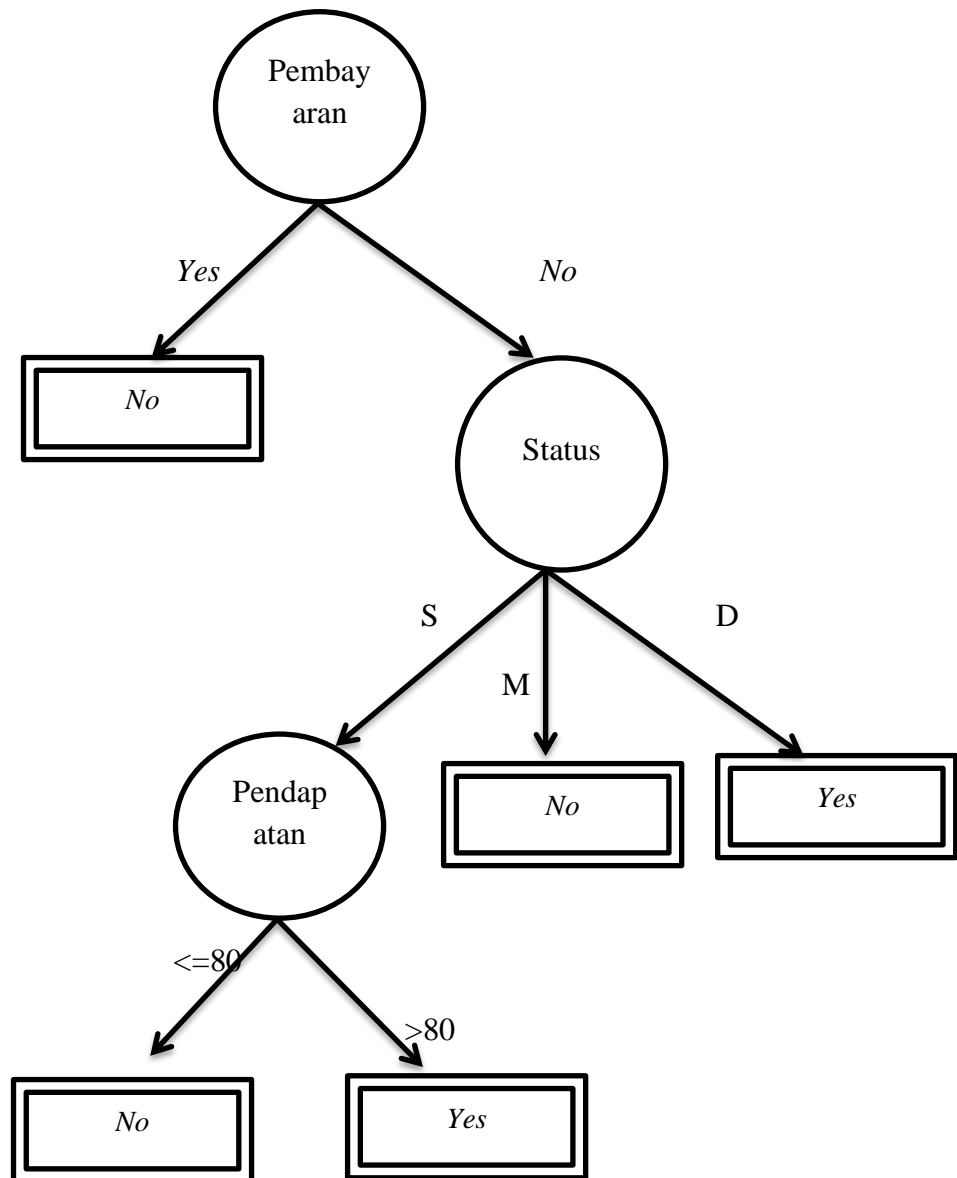 Pembay
aran
Yes
No
No
Status
S
D
M
Pendap
atan
No
Yes
<=80
>80
No
Yes